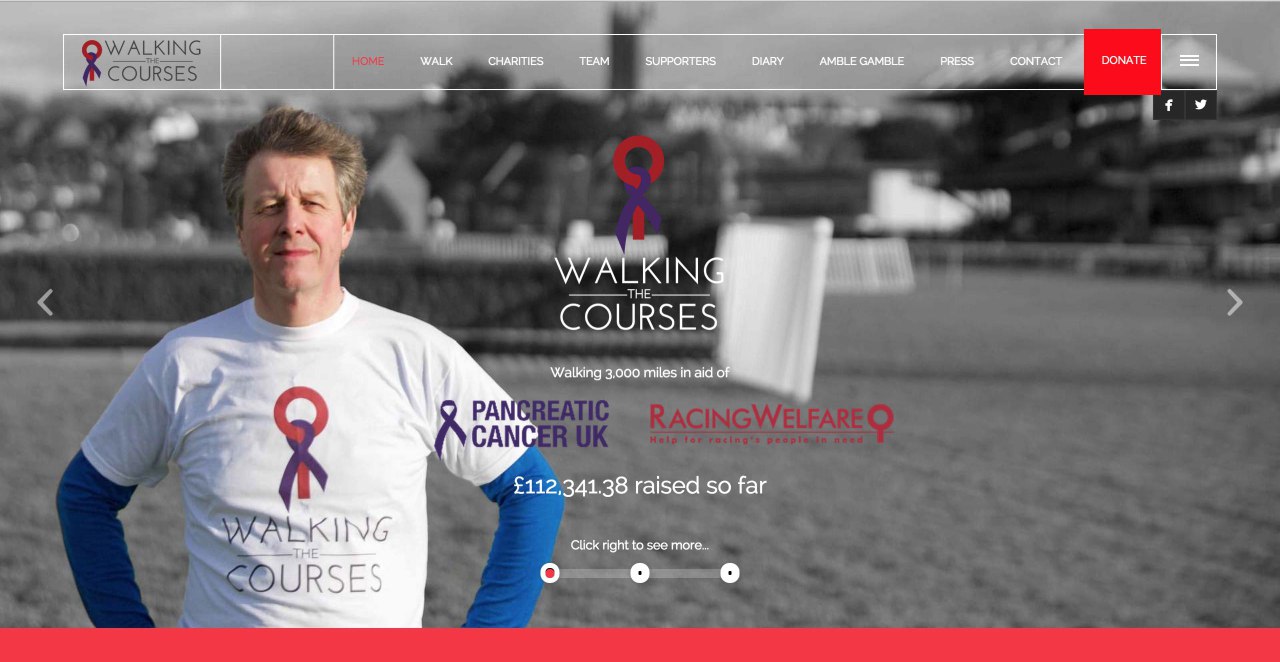 WALKING
THE
COURSES
HOME
WALK
CHARITIES
TEAM
SUPPORTERS
DIARY
AMBLE GAMBLE
PRESS
CONTACT
DONATE
WALKING
THE
COURSES
Walking 3,000 miles in aid of
PANCREATIC
CANCER UK
RACINGWELFARE
Help for racing's people in need
£112,341.38 raised so far
Click right to see more...
WALKING
THE
COURSES